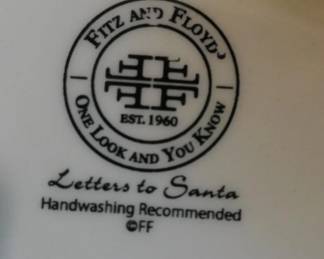 FITZ AND FLOYD
EST. 1960
ONE LOOK AND YOU KNOW
Letters to Santa
Handwashing Recommended
©FF